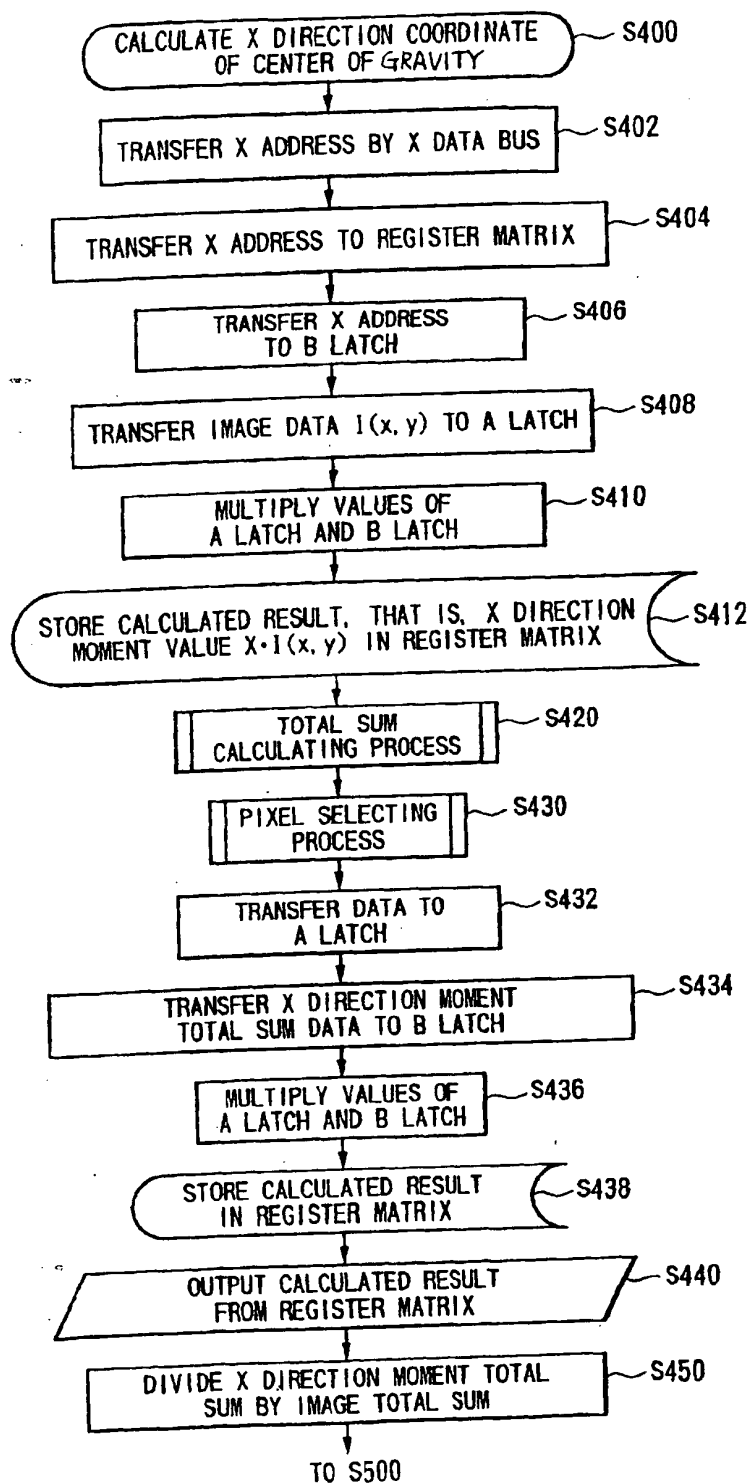 CALCULATE X DIRECTION COORDINATE
OF CENTER OF GRAVITY
S400
TRANSFER X ADDRESS BY X DATA BUS
S402
TRANSFER X ADDRESS TO REGISTER MATRIX
S404
TRANSFER X ADDRESS
TO B LATCH
S406
TRANSFER IMAGE DATA I(x, y) TO A LATCH
S408
MULTIPLY VALUES OF
A LATCH AND B LATCH
S410
STORE CALCULATED RESULT, THAT IS, X DIRECTION
MOMENT VALUE X·I(x, y) IN REGISTER MATRIX
S412
TOTAL SUM
CALCULATING PROCESS
S420
PIXEL SELECTING
PROCESS
S430
TRANSFER DATA TO
A LATCH
S432
TRANSFER X DIRECTION MOMENT
TOTAL SUM DATA TO B LATCH
S434
MULTIPLY VALUES OF
A LATCH AND B LATCH
S436
STORE CALCULATED RESULT
IN REGISTER MATRIX
S438
OUTPUT CALCULATED RESULT
FROM REGISTER MATRIX
S440
DIVIDE X DIRECTION MOMENT TOTAL
SUM BY IMAGE TOTAL SUM
S450
TO S500